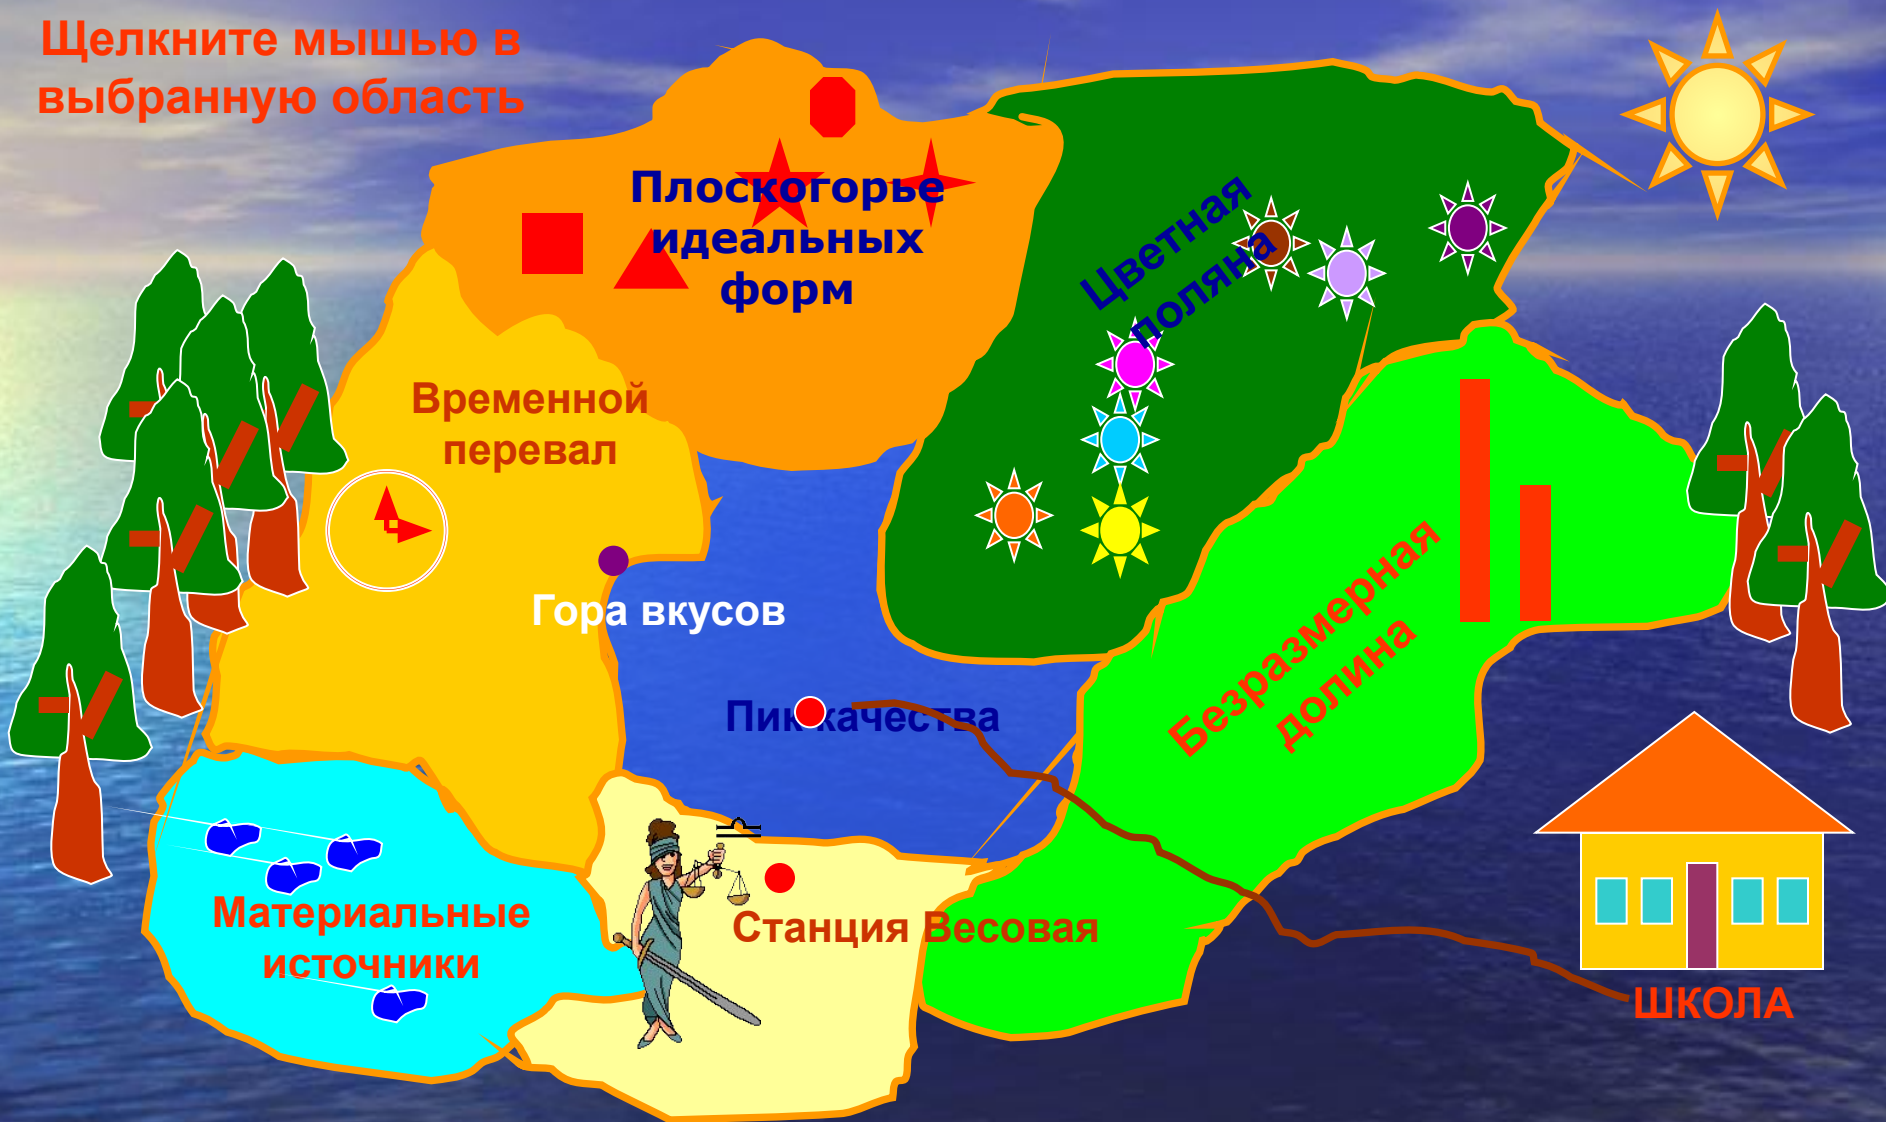 Щелкните мышью в
выбранную область
Плоскогорье
идеальных
форм
Цветная
поляна
Временной
перевал
Гора вкусов
Пик качества
Безразмерная
долина
Материальные
источники
Станция Весовая
ШКОЛА